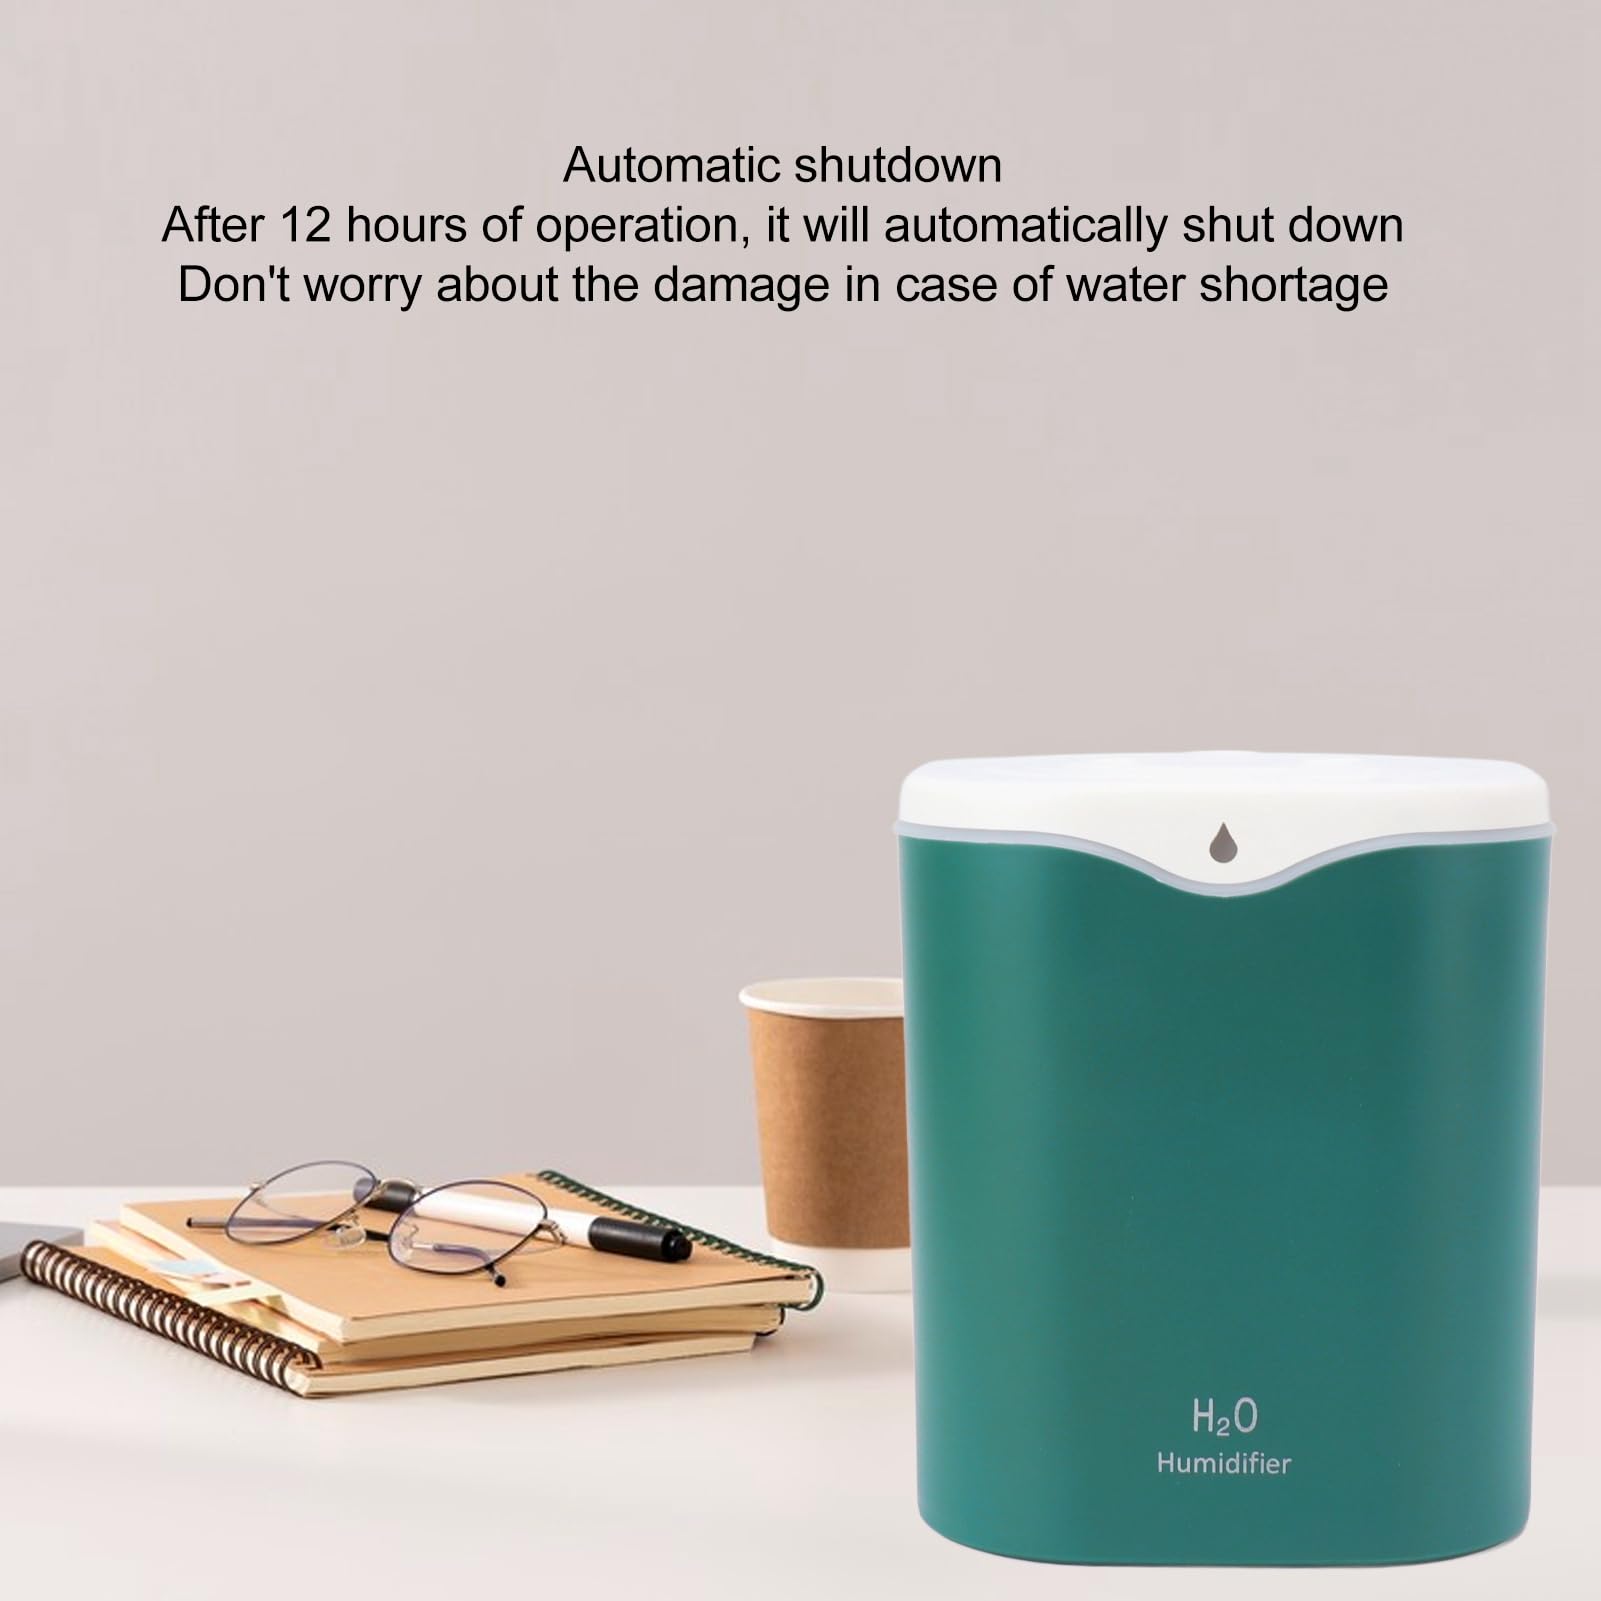 Automatic shutdown
After 12 hours of operation, it will automatically shut down
Don't worry about the damage in case of water shortage
H₂O
Humidifier